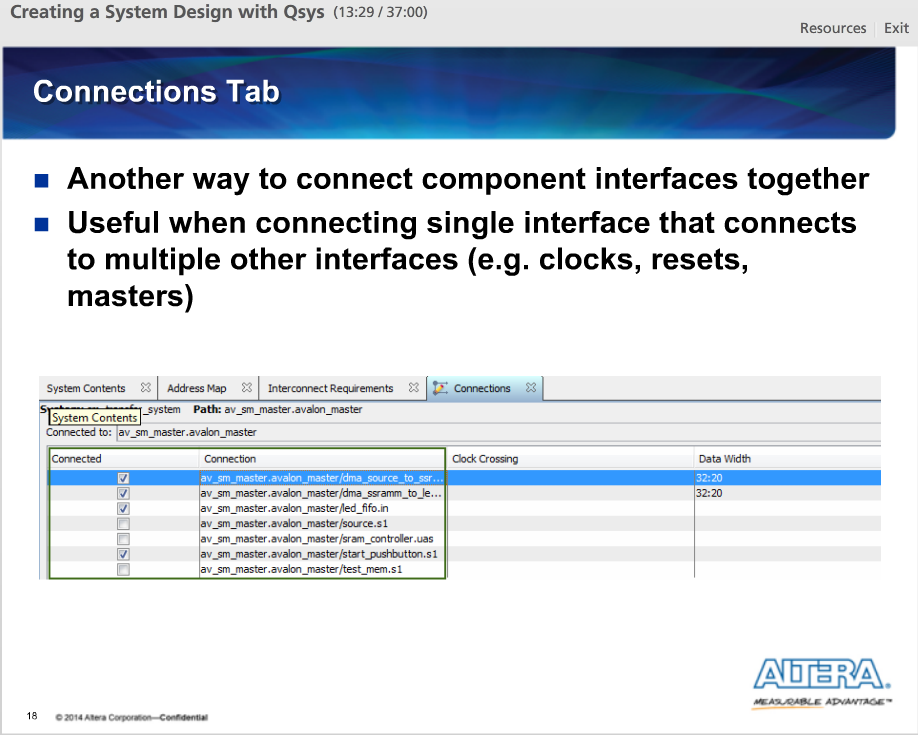 Creating a System Design with Qsys (13:29 / 37:00)
Resources Exit
Connections Tab
Another way to connect component interfaces together
Useful when connecting single interface that connects
to multiple other interfaces (e.g. clocks, resets,
masters)
System Contents Address Map Interconnect Requirements Connections
_system Path: av_sm_master.avalon_master
System Contents
Connected to: av_sm_master.avalon_master
Connected Connection Clock Crossing Data Width
av_sm_master.avalon_master/dma_source_to_ssr... 32:20
av_sm_master.avalon_master/dma_ssramm_to_le... 32:20
av_sm_master.avalon_master/led_fifo.in
av_sm_master.avalon_master/source.s1
av_sm_master.avalon_master/sram_controller.uas
av_sm_master.avalon_master/start_pushbutton.s1
av_sm_master.avalon_master/test_mem.s1
ALTERA.
MEASURABLE ADVANTAGE™
18 © 2014 Altera Corporation—Confidential